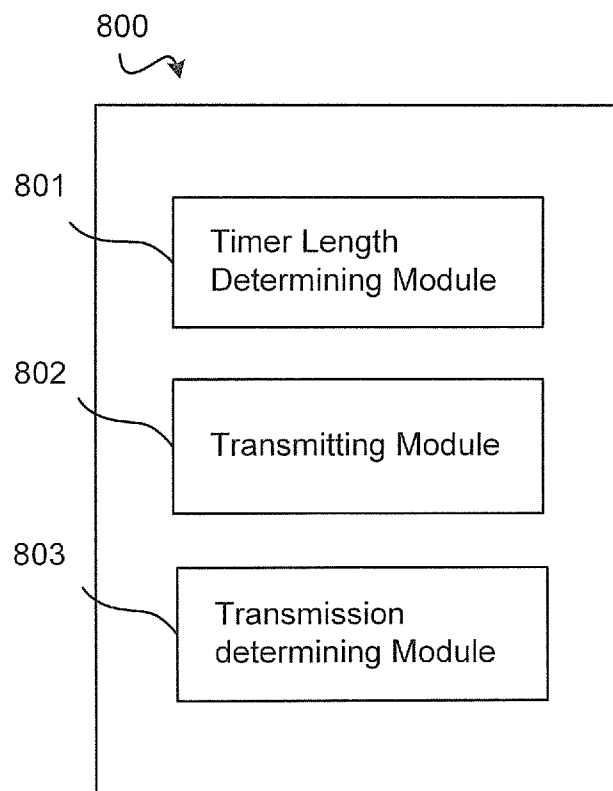 800
801
Timer Length
Determining Module
802
Transmitting Module
803
Transmission
determining Module